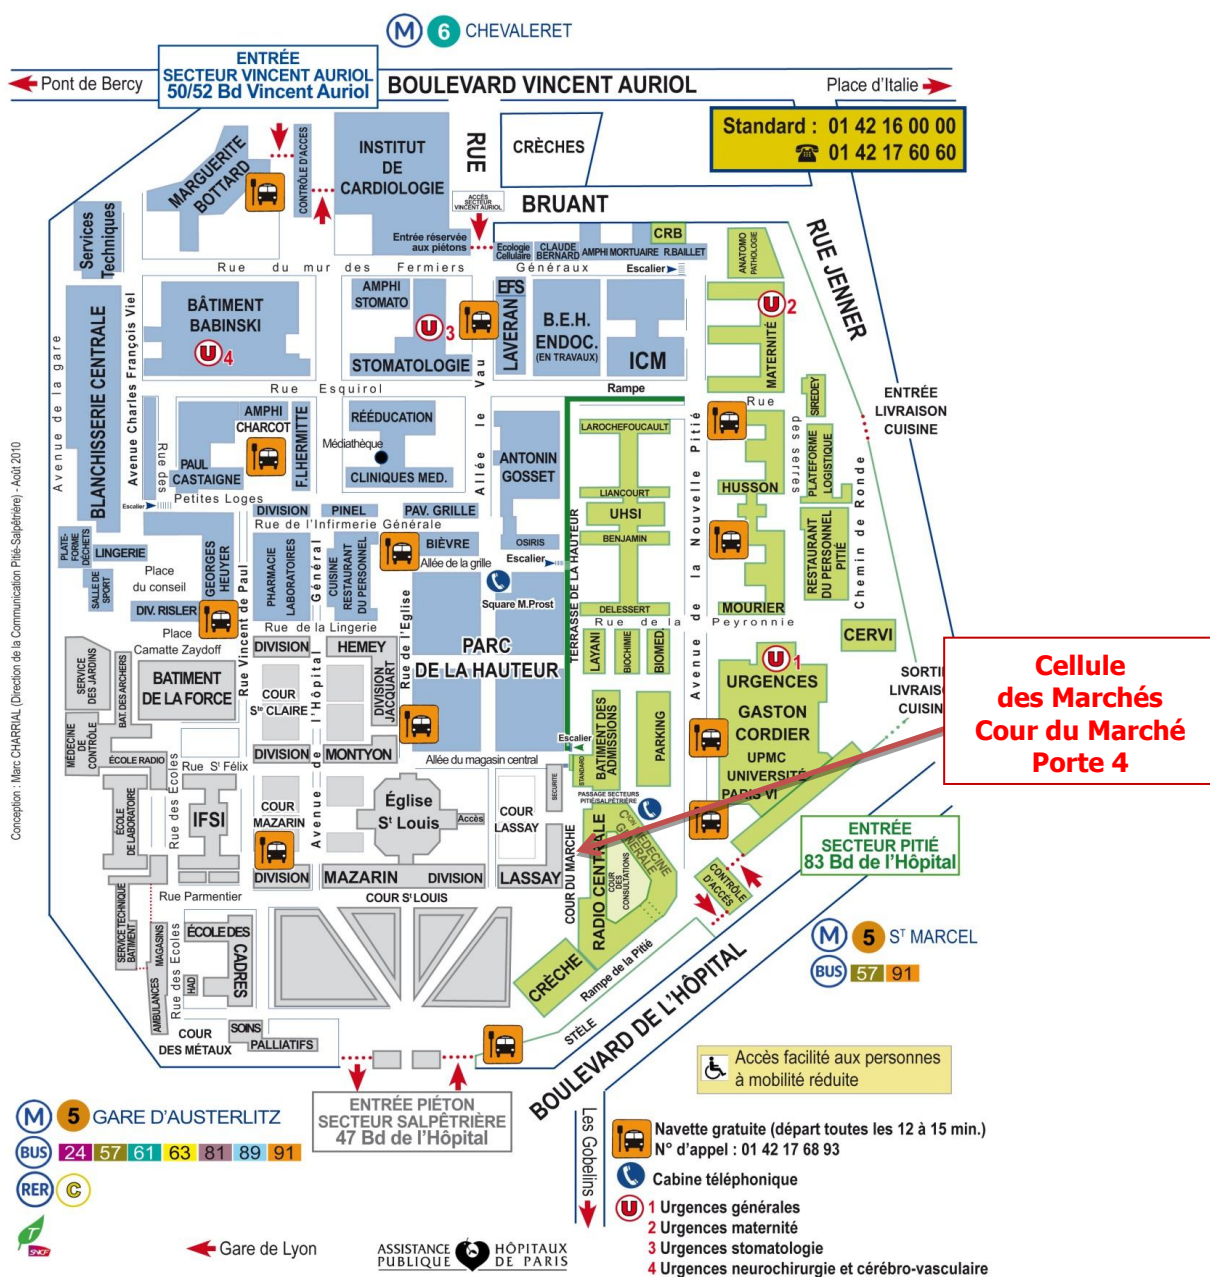 M 6 CHEVALERET
ENTRÉE
SECTEUR VINCENT AURIOL
50/52 Bd Vincent Auriol
Pont de Bercy
BOULEVARD VINCENT AURIOL
Place d'Italie
Standard : 01 42 16 00 00
01 42 17 60 60
MARGUERITE
BOTTARD
CONTRÔLE D'ACCES
INSTITUT
DE
CARDIOLOGIE
RUE
CRÈCHES
ACCÈS
SECTEUR
VINCENT AURIOL
BRUANT
Services
Techniques
Entrée réservée
aux piétons
Ecologie
Cellulaire
CLAUDE
BERNARD
AMPHI MORTUAIRE
CRB
R.BAILLET
ANATOMO
PATHOLOGIE
RUE JENNER
Rue du mur des Fermiers Généraux
Escalier
BÂTIMENT
BABINSKI
U 4
AMPHI
STOMATO
U 3
STOMATOLOGIE
EFS
LAVERAN
B.E.H.
ENDOC.
(EN TRAVAUX)
ICM
U 2
MATERNITÉ
Avenue de la gare
BLANCHISSERIE CENTRALE
Avenue Charles François Viel
Rue Esquirol
Allée le Vau
Rampe
Rue des serres
SIREDEY
ENTRÉE
LIVRAISON
CUISINE
Rue des
Petites Loges
AMPHI
CHARCOT
PAUL
CASTAIGNE
F.LHERMITTE
RÉÉDUCATION
Médiathèque
CLINIQUES MED.
ANTONIN
GOSSET
LAROCHEFOUCAULT
LIANCOURT
UHSI
BENJAMIN
DELESSERT
Avenue de la Nouvelle Pitié
HUSSON
MOURIER
PLATEFORME
LOGISTIQUE
RESTAURANT
DU PERSONNEL
PITIÉ
Chemin de Ronde
Escalier
DIVISION
PINEL
PAV. GRILLE
Rue de l'Infirmerie Générale
BIÈVRE
Allée de la grille
OSIRIS
Escalier
Square M.Prost
TERRASSE DE LA HAUTEUR
PLATE-
FORME
DÉCHETS
LINGERIE
SALLE DE
SPORT
Place
du conseil
GEORGES
HEUYER
DIV. RISLER
PHARMACIE
LABORATOIRES
CUISINE
RESTAURANT
DU PERSONNEL
Place
Camatte Zaydoff
Rue Vincent de Paul
Rue de la Lingerie
Rue de l'Eglise
PARC
DE LA HAUTEUR
Rue de la Peyronnie
LAYANI
BIOCHIMIE
BIOMED.
CERVI
SERVICE
DES JARDINS
BAT. DES ARCHERS
BATIMENT
DE LA FORCE
DIVISION
HEMEY
COUR
Ste CLAIRE
DIVISION
JACQUART
DIVISION
MONTYON
Avenue de l'Hôpital Général
U 1
URGENCES
GASTON
CORDIER
UPMC
UNIVERSITÉ
PARIS VI
SORTIE
LIVRAISON
CUISINE
Cellule
des Marchés
Cour du Marché
Porte 4
MÉDECINE
DE
CONTRÔLE
ÉCOLE RADIO
Rue St Félix
Rue des Ecoles
ÉCOLE
DE LABORATOIRE
IFSI
COUR
MAZARIN
DIVISION
MAZARIN
DIVISION
Église
St Louis
Accès
Allée du magasin central
Escalier
STANDARD
SECURITE
BATIMENT DES
ADMISSIONS
PARKING
PASSAGE SECTEURS
PITIÉ/SALPÊTRIÈRE
COUR
LASSAY
LASSAY
COUR DU MARCHE
RADIO CENTRALE
Cion MÉDECINE
GÉNÉRALE
COUR
DES
CONSULTATIONS
ENTRÉE
SECTEUR PITIÉ
83 Bd de l'Hôpital
CONTRÔLE
D'ACCÈS
Rue Parmentier
COUR St LOUIS
SERVICE TECHNIQUE
BATIMENT
MAGASINS
AMBULANCES
Rue des Ecoles
ÉCOLE DES
CADRES
HAD
COUR
DES MÉTAUX
SOINS
PALLIATIFS
CRÈCHE
Rampe de la Pitié
STÈLE
BOULEVARD DE L'HÔPITAL
M 5 ST MARCEL
BUS 57 91
Accès facilité aux personnes
à mobilité réduite
ENTRÉE PIÉTON
SECTEUR SALPÊTRIÈRE
47 Bd de l'Hôpital
M 5 GARE D'AUSTERLITZ
BUS 24 57 61 63 81 89 91
RER C
T
SNCF
Gare de Lyon
ASSISTANCE
PUBLIQUE
HÔPITAUX
DE PARIS
Les Gobelins
Navette gratuite (départ toutes les 12 à 15 min.)
N° d'appel : 01 42 17 68 93
Cabine téléphonique
U 1 Urgences générales
2 Urgences maternité
3 Urgences stomatologie
4 Urgences neurochirurgie et cérébro-vasculaire
Conception : Marc CHARRIAL (Direction de la Communication Pitié-Salpêtrière) - Août 2010